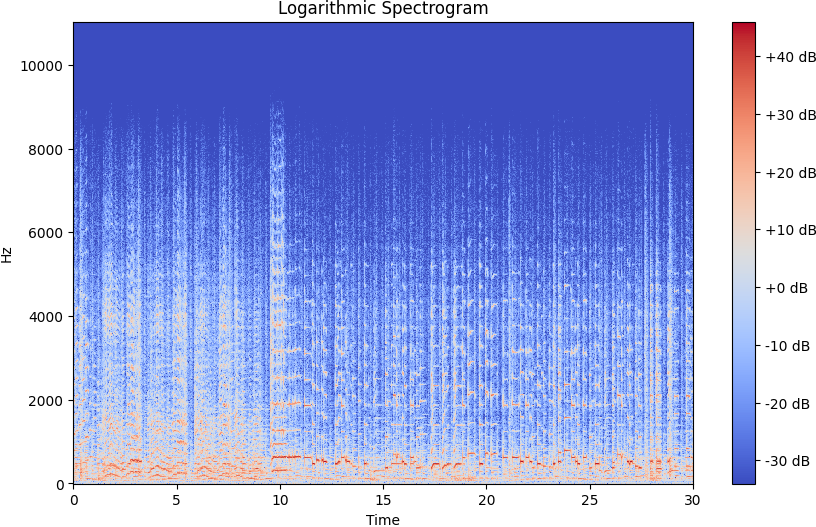 Logarithmic Spectrogram
10000
8000
6000
4000
2000
0
Hz
0
5
10
15
20
25
30
Time
+40 dB
+30 dB
+20 dB
+10 dB
+0 dB
-10 dB
-20 dB
-30 dB